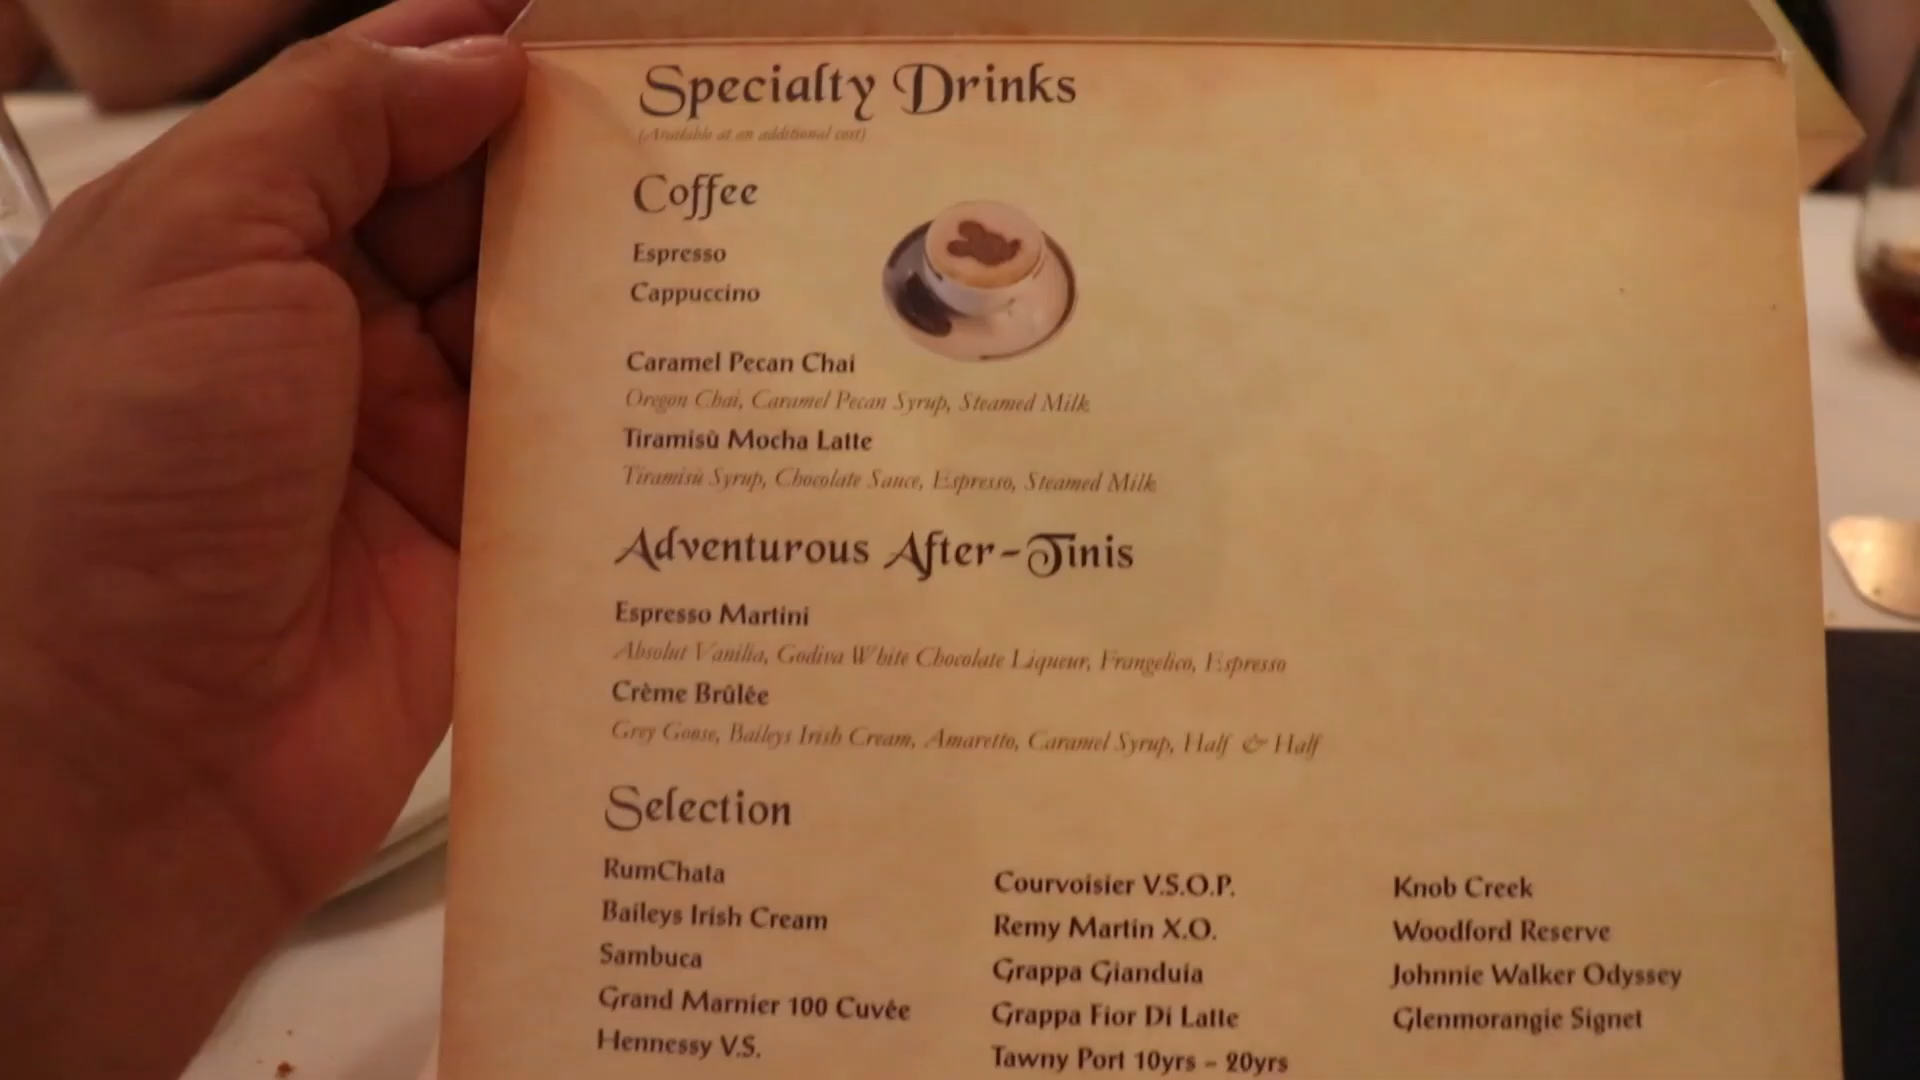 Specialty Drinks
(Available at an additional cost)
Coffee
Espresso
Cappuccino
Caramel Pecan Chai
Oregon Chai, Caramel Pecan Syrup, Steamed Milk
Tiramisù Mocha Latte
Tiramisù Syrup, Chocolate Sauce, Espresso, Steamed Milk
Adventurous After-Tinis
Espresso Martini
Absolut Vanilia, Godiva White Chocolate Liqueur, Frangelico, Espresso
Crème Brûlée
Grey Goose, Baileys Irish Cream, Amaretto, Caramel Syrup, Half & Half
Selection
RumChata
Baileys Irish Cream
Sambuca
Grand Marnier 100 Cuvée
Hennessy V.S.
Courvoisier V.S.O.P.
Remy Martin X.O.
Grappa Gianduia
Grappa Fior Di Latte
Tawny Port 10yrs - 20yrs
Knob Creek
Woodford Reserve
Johnnie Walker Odyssey
Glenmorangie Signet